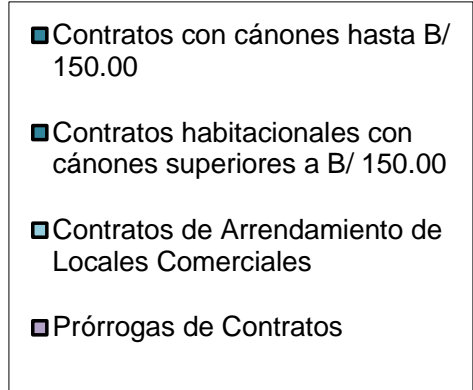 Contratos con cánones hasta B/
150.00
Contratos habitacionales con
cánones superiores a B/ 150.00
Contratos de Arrendamiento de
Locales Comerciales
Prórrogas de Contratos